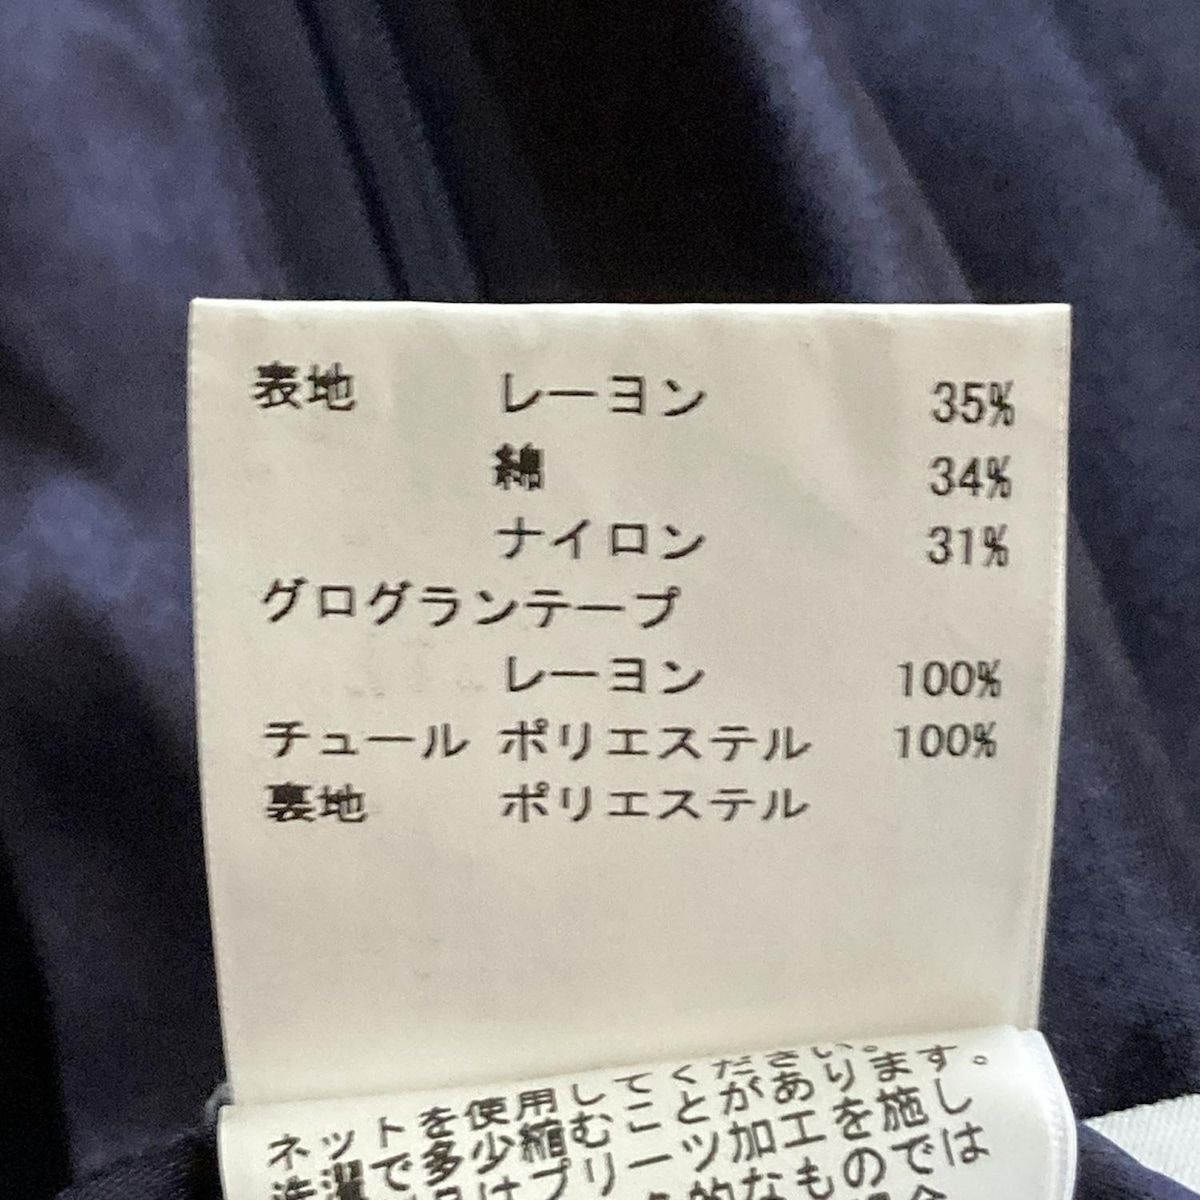 表地 レーヨン 35%
綿 34%
ナイロン 31%
グログランテープ
レーヨン 100%
チュール ポリエステル 100%
裏地 ポリエステル
ください。
ネットを使用して
洗濯で多少縮むことがあります。
はプリーツ加工を施し
的なものでは